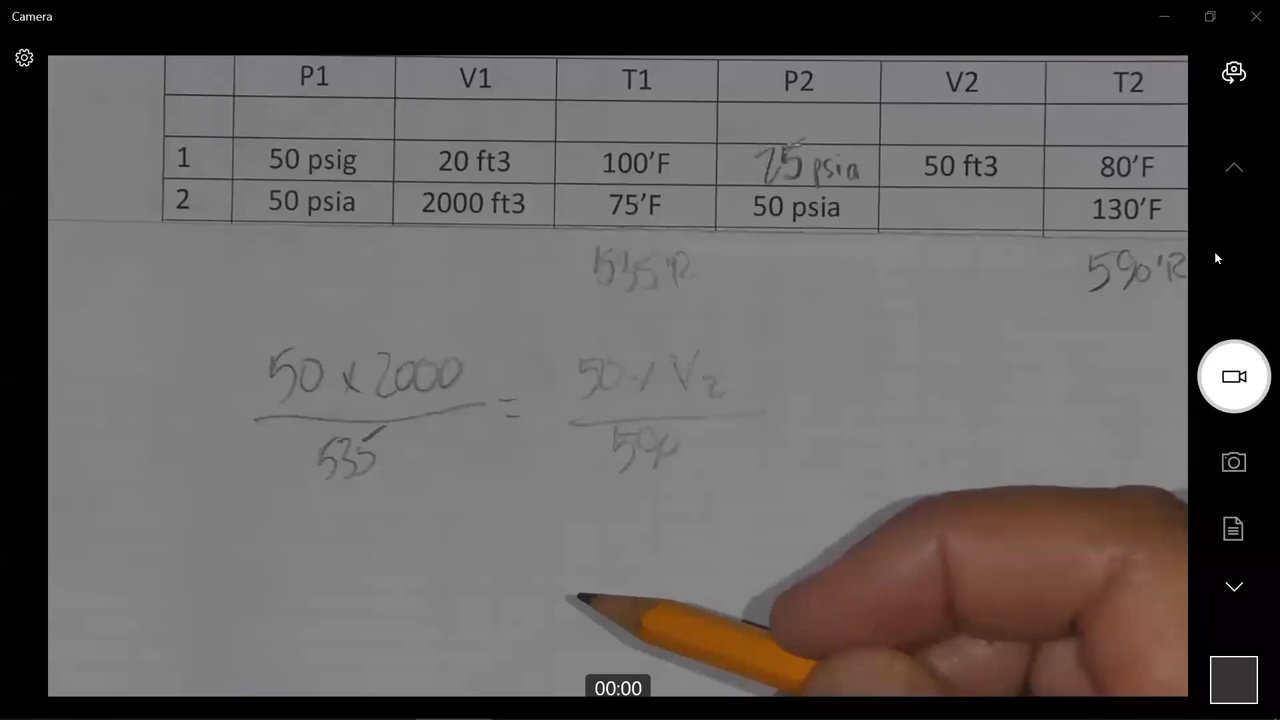 Camera
P1 V1 T1 P2 V2 T2
1 50 psig 20 ft3 100'F 25 psia 50 ft3 80'F
2 50 psia 2000 ft3 75'F 50 psia 130'F
535'R 590'R
50 x 2000 = 50 x V2
535 590
00:00